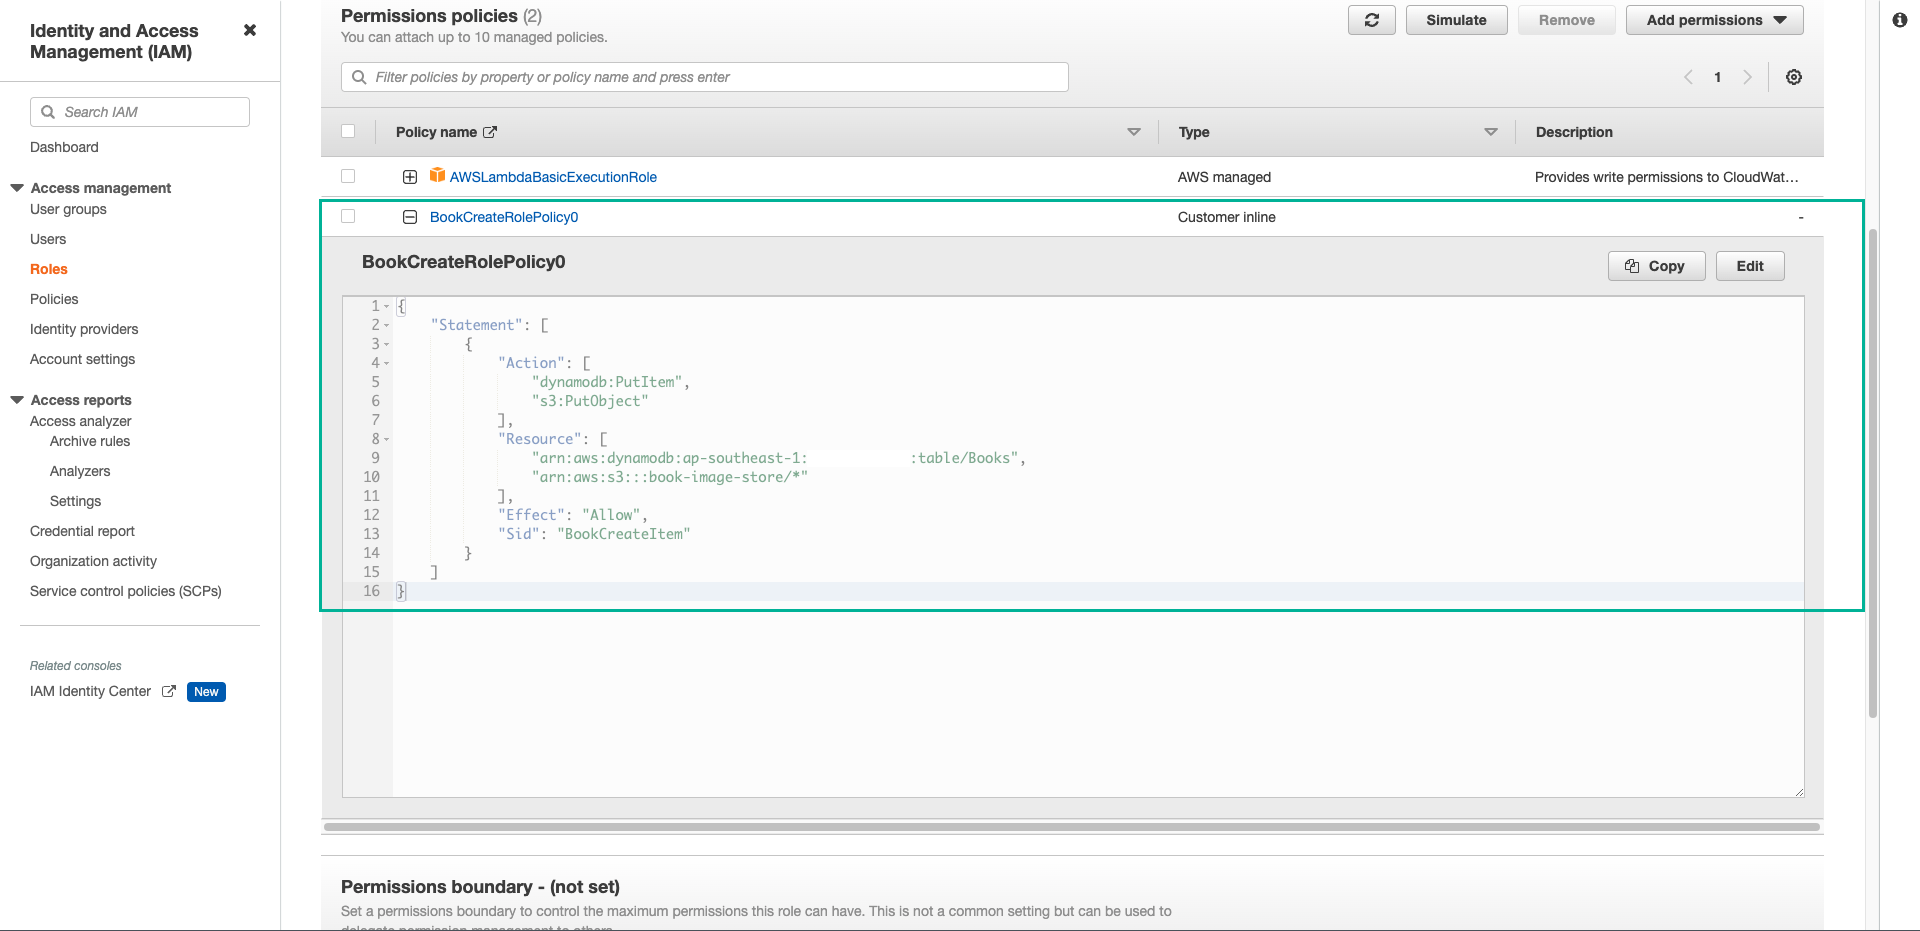 Identity and Access
Management (IAM)
Search IAM
Dashboard
Access management
User groups
Users
Roles
Policies
Identity providers
Account settings
Access reports
Access analyzer
Archive rules
Analyzers
Settings
Credential report
Organization activity
Service control policies (SCPs)
Related consoles
IAM Identity Center New
Permissions policies (2)
You can attach up to 10 managed policies.
Simulate Remove Add permissions
Filter policies by property or policy name and press enter
1
Policy name Type Description
AWSLambdaBasicExecutionRole AWS managed Provides write permissions to CloudWat...
BookCreateRolePolicy0 Customer inline -
BookCreateRolePolicy0
Copy Edit
1 {
2 "Statement": [
3 {
4 "Action": [
5 "dynamodb:PutItem",
6 "s3:PutObject"
7 ],
8 "Resource": [
9 "arn:aws:dynamodb:ap-southeast-1: :table/Books",
10 "arn:aws:s3:::book-image-store/*"
11 ],
12 "Effect": "Allow",
13 "Sid": "BookCreateItem"
14 }
15 ]
16 }
Permissions boundary - (not set)
Set a permissions boundary to control the maximum permissions this role can have. This is not a common setting but can be used to
delegate permission management to others.